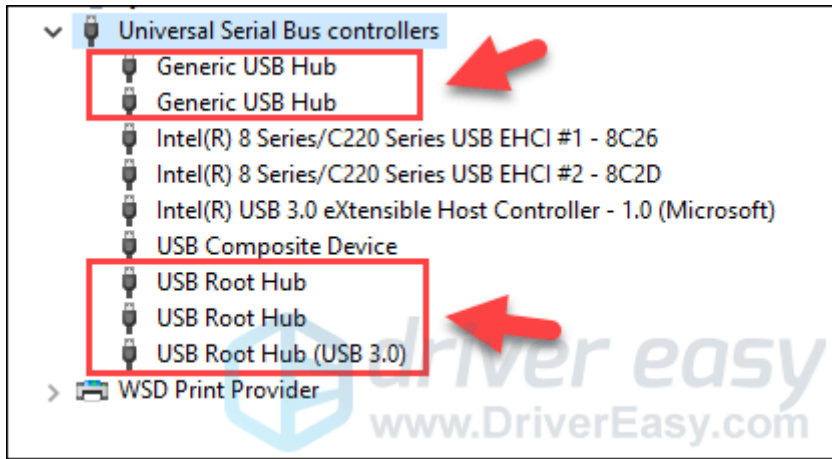 Universal Serial Bus controllers
Generic USB Hub
Generic USB Hub
Intel(R) 8 Series/C220 Series USB EHCI #1 - 8C26
Intel(R) 8 Series/C220 Series USB EHCI #2 - 8C2D
Intel(R) USB 3.0 eXtensible Host Controller - 1.0 (Microsoft)
USB Composite Device
USB Root Hub
USB Root Hub
USB Root Hub (USB 3.0)
driver easy
WSD Print Provider
www.DriverEasy.com